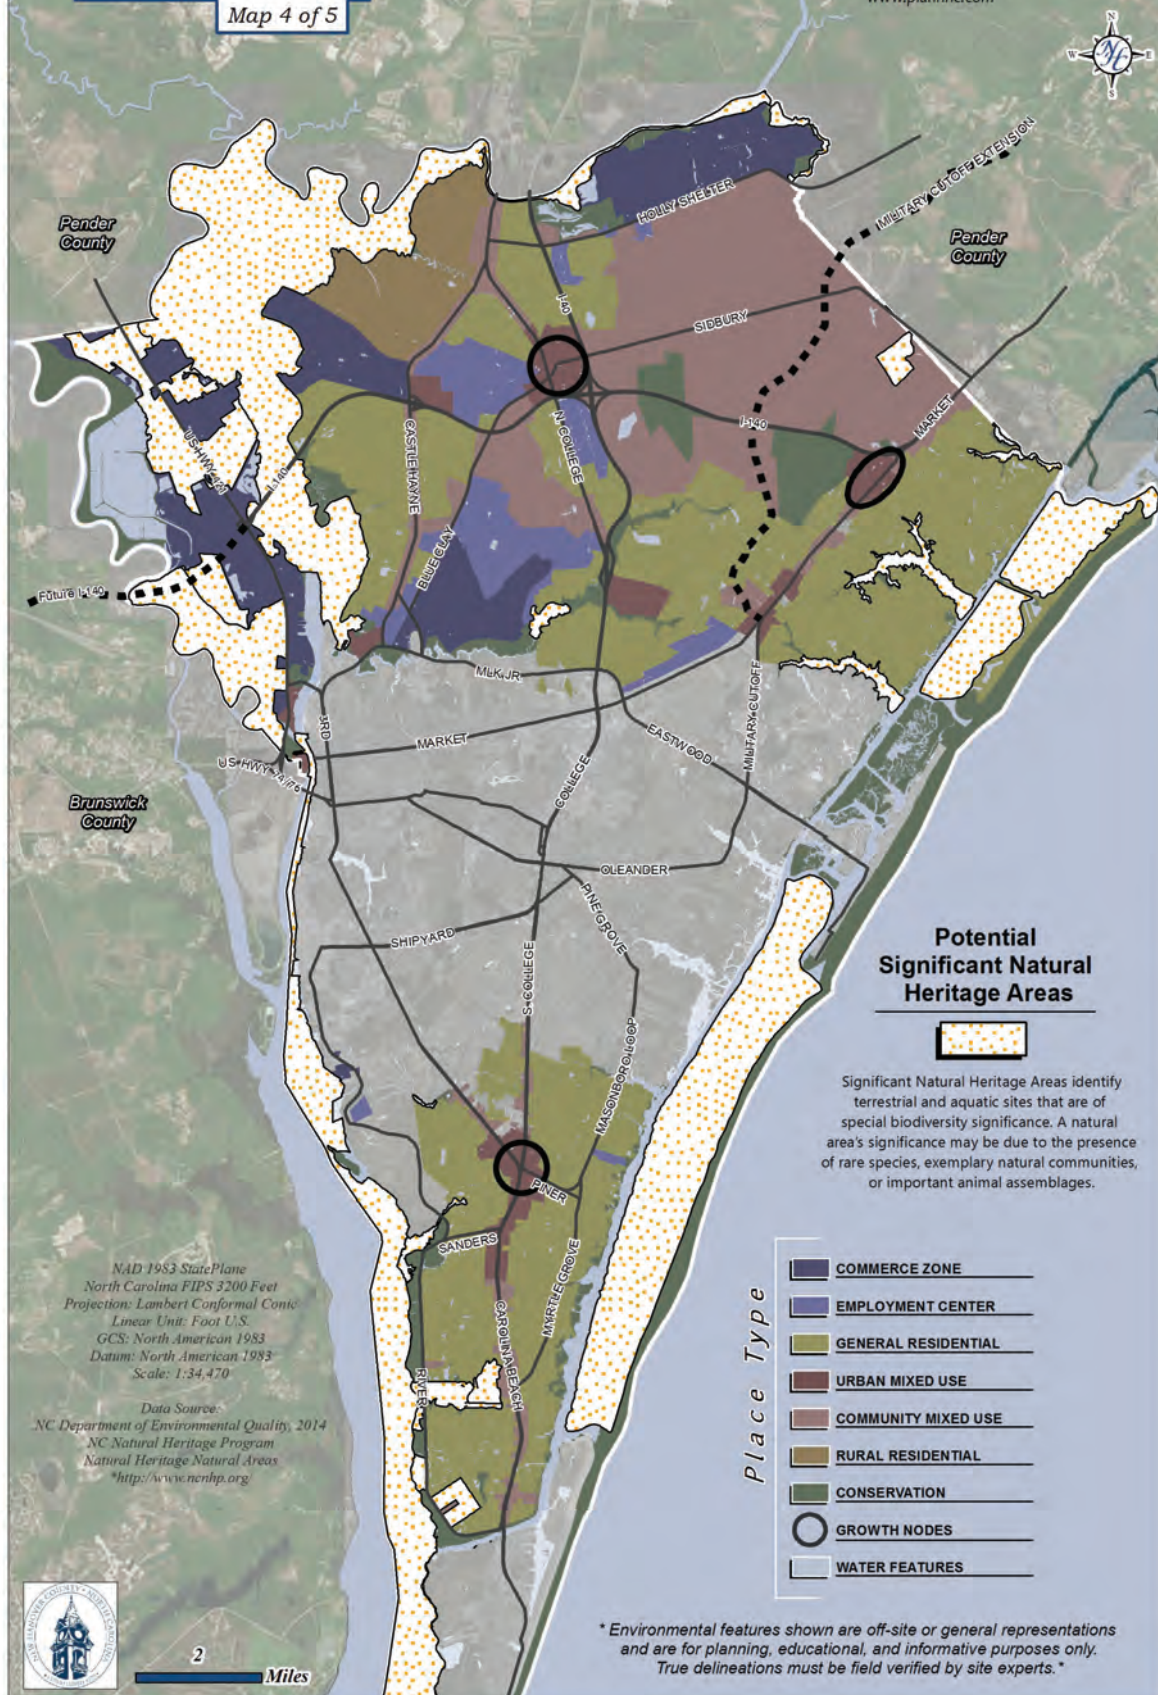 Map 4 of 5
www.planninc.com
N
W
E
S
NH
Pender
County
Pender
County
Brunswick
County
MILITARY CUTOFF EXTENSION
HOLLY SHELTER
I-40
SIDBURY
I-140
MARKET
N. COLLEGE
CASTLE HAYNE
US HWY 421
I-140
BLUE CLAY
Future I-140
MLK JR
3RD
MARKET
US HWY 74/76
EASTWOOD
MILITARY CUTOFF
COLLEGE
OLEANDER
PINE GROVE
SHIPYARD
S. COLLEGE
MASONBORO LOOP
PINER
SANDERS
MYRTLE GROVE
CAROLINA BEACH
RIVER
Potential
Significant Natural
Heritage Areas
Significant Natural Heritage Areas identify
terrestrial and aquatic sites that are of
special biodiversity significance. A natural
area's significance may be due to the presence
of rare species, exemplary natural communities,
or important animal assemblages.
NAD 1983 StatePlane
North Carolina FIPS 3200 Feet
Projection: Lambert Conformal Conic
Linear Unit: Foot U.S.
GCS: North American 1983
Datum: North American 1983
Scale: 1:34,470
Data Source:
NC Department of Environmental Quality, 2014
NC Natural Heritage Program
Natural Heritage Natural Areas
*http://www.ncnhp.org/
Place Type
COMMERCE ZONE
EMPLOYMENT CENTER
GENERAL RESIDENTIAL
URBAN MIXED USE
COMMUNITY MIXED USE
RURAL RESIDENTIAL
CONSERVATION
GROWTH NODES
WATER FEATURES
NEW HANOVER COUNTY • NORTH CAROLINA
2
Miles
* Environmental features shown are off-site or general representations
and are for planning, educational, and informative purposes only.
True delineations must be field verified by site experts.*